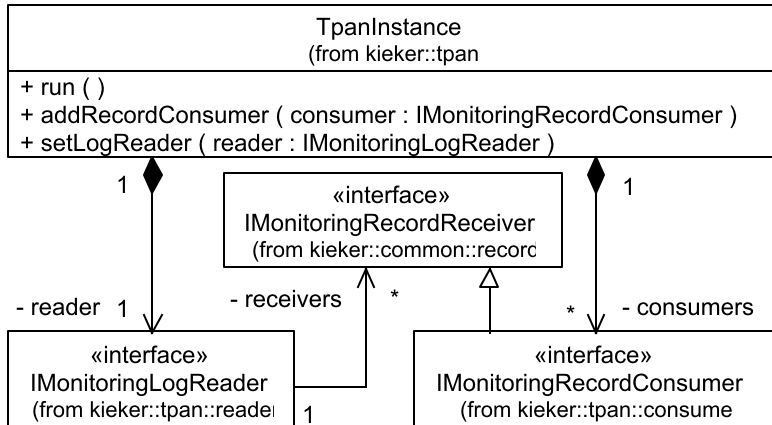 TpanInstance
(from kieker::tpan
+ run ( )
+ addRecordConsumer ( consumer : IMonitoringRecordConsumer )
+ setLogReader ( reader : IMonitoringLogReader )
1
1
«interface»
IMonitoringRecordReceiver
(from kieker::common::record
- reader 1
- receivers *
* - consumers
«interface»
IMonitoringLogReader
(from kieker::tpan::reader
1
«interface»
IMonitoringRecordConsumer
(from kieker::tpan::consume